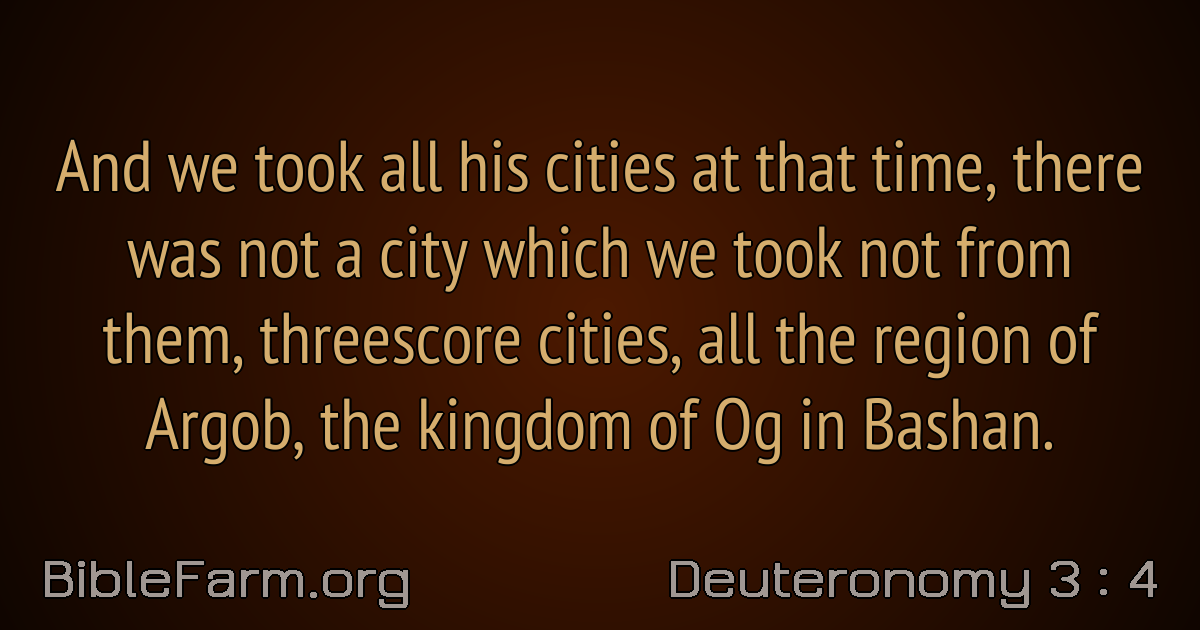 And we took all his cities at that time, there
was not a city which we took not from
them, threescore cities, all the region of
Argob, the kingdom of Og in Bashan.
BibleFarm.org
Deuteronomy 3 : 4